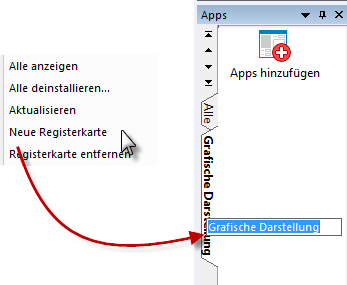 Alle anzeigen
Alle deinstallieren...
Aktualisieren
Neue Registerkarte
Registerkarte entfernen
Apps
Apps hinzufügen
Alle
Grafische Darstellung
Grafische Darstellung